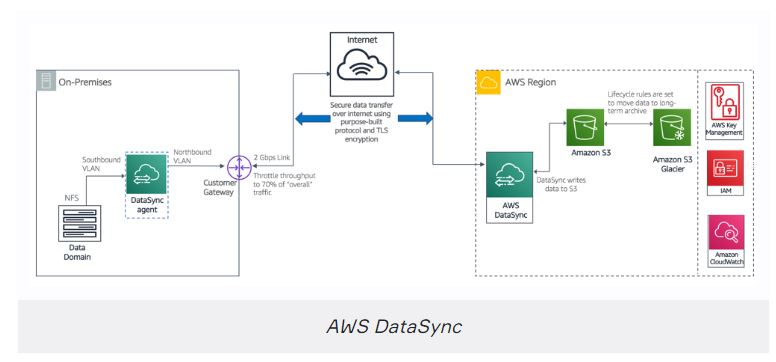 Internet
On-Premises
AWS Region
Secure data transfer
over internet using
purpose-built
protocol and TLS
encryption
Lifecycle rules are set
to move data to long-
term archive
AWS Key
Management
Southbound
VLAN
Northbound
VLAN
2 Gbps Link
Throttle throughput
to 70% of "overall"
traffic
Customer
Gateway
NFS
DataSync
agent
Data
Domain
Amazon S3
Amazon S3
Glacier
DataSync writes
data to S3
AWS
DataSync
IAM
Amazon
CloudWatch
AWS DataSync